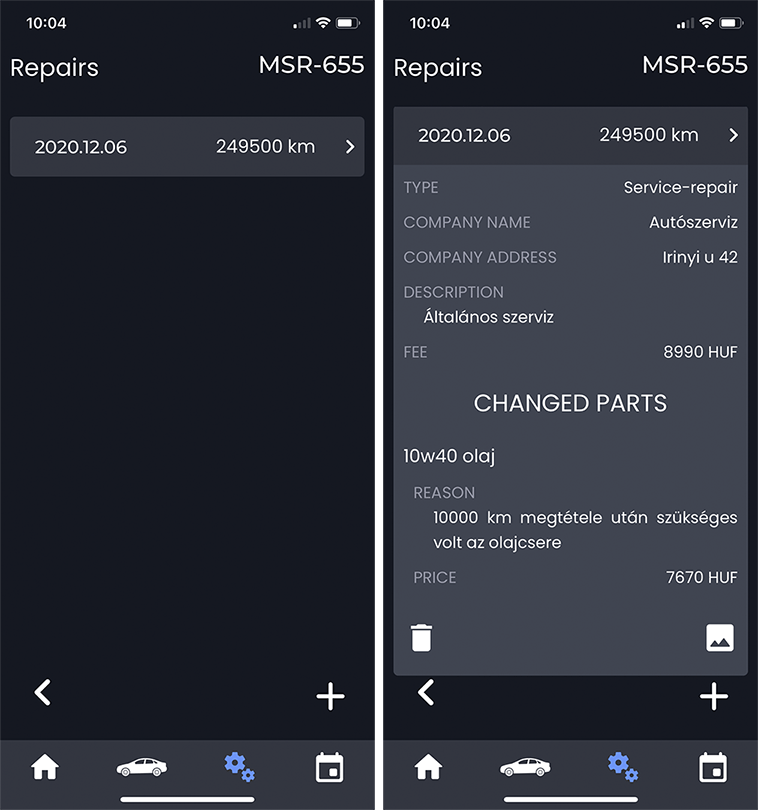 10:04
Repairs MSR-655
2020.12.06 249500 km
10:04
Repairs MSR-655
2020.12.06 249500 km
TYPE Service-repair
COMPANY NAME Autószerviz
COMPANY ADDRESS Irinyi u 42
DESCRIPTION
Általános szerviz
FEE 8990 HUF
CHANGED PARTS
10w40 olaj
REASON
10000 km megtétele után szükséges
volt az olajcsere
PRICE 7670 HUF